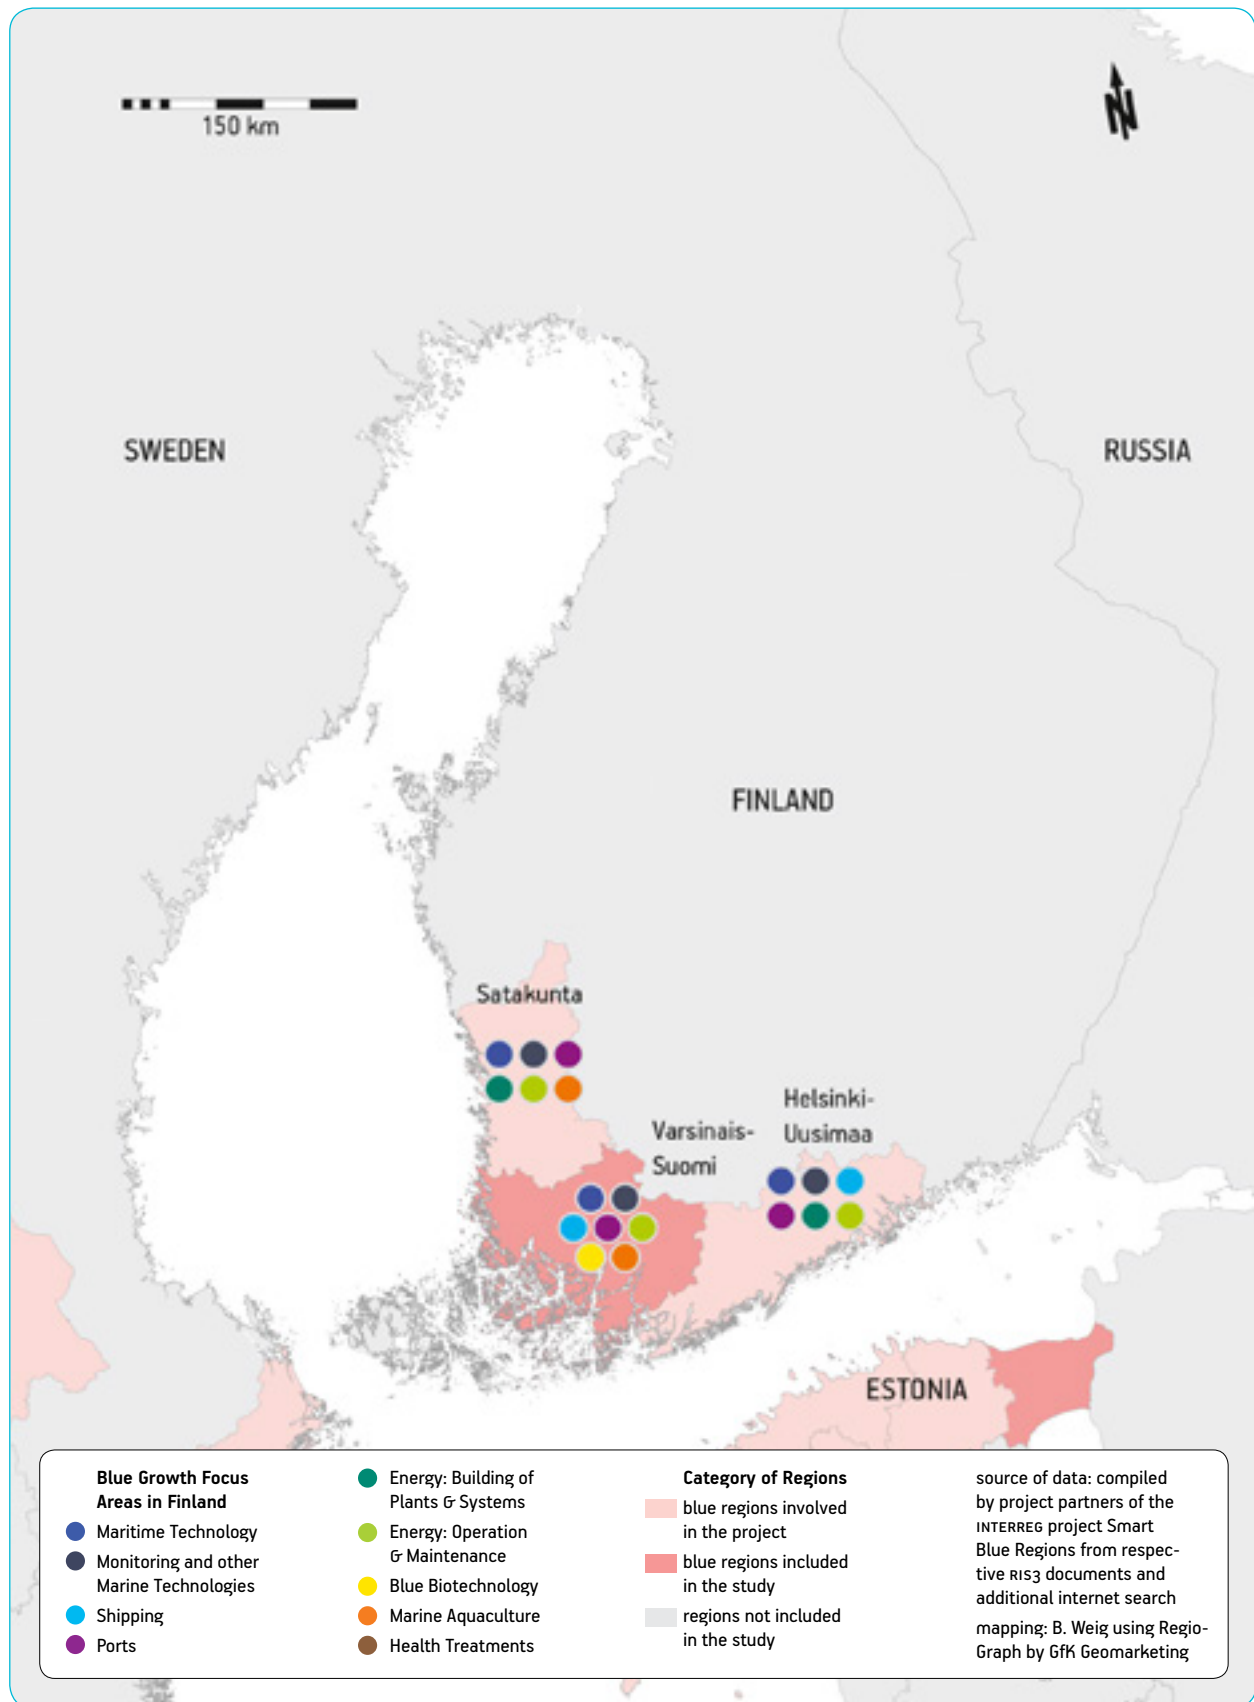 150 km
N
SWEDEN
RUSSIA
FINLAND
Satakunta
Helsinki-
Uusimaa
Varsinais-
Suomi
ESTONIA
Blue Growth Focus
Areas in Finland
Maritime Technology
Monitoring and other
Marine Technologies
Shipping
Ports
Energy: Building of
Plants & Systems
Energy: Operation
& Maintenance
Blue Biotechnology
Marine Aquaculture
Health Treatments
Category of Regions
blue regions involved
in the project
blue regions included
in the study
regions not included
in the study
source of data: compiled
by project partners of the
INTERREG project Smart
Blue Regions from respec-
tive RIS3 documents and
additional internet search
mapping: B. Weig using Regio-
Graph by GfK Geomarketing